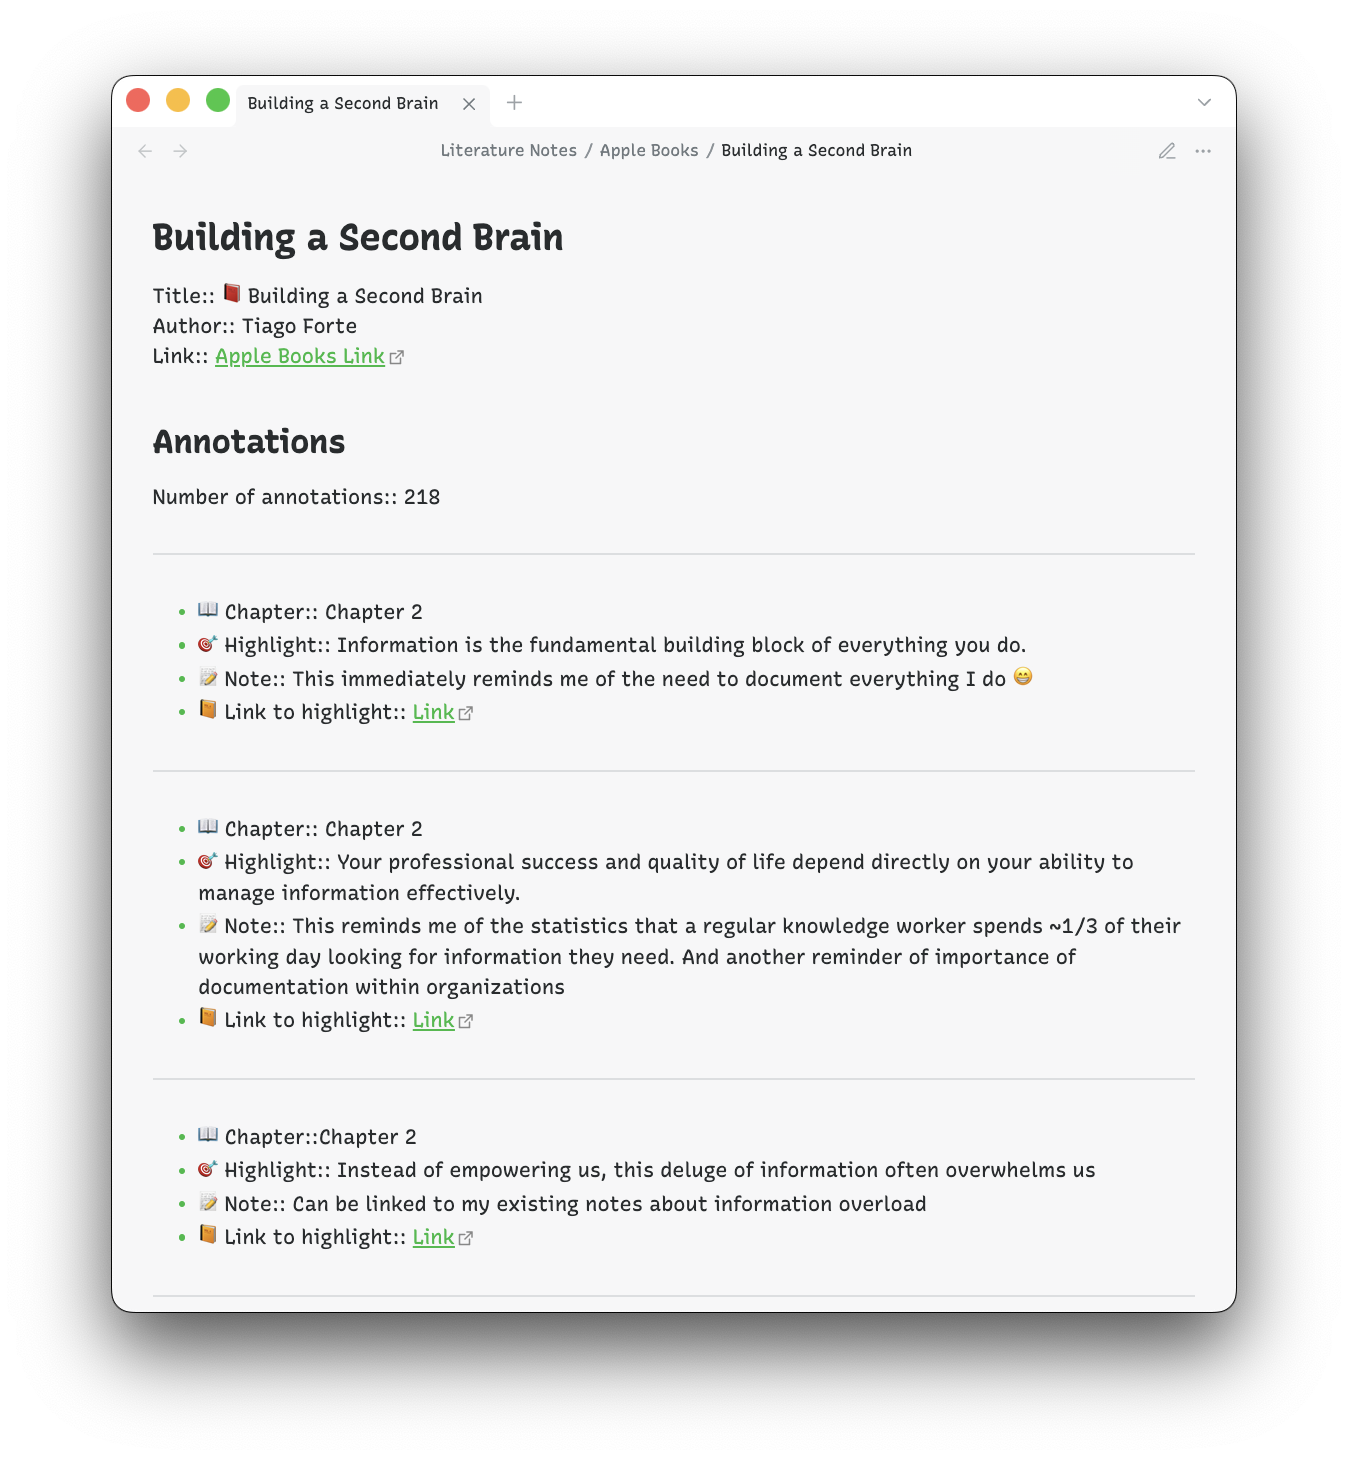 Building a Second Brain
Literature Notes / Apple Books / Building a Second Brain
Building a Second Brain
Title:: 📕 Building a Second Brain
Author:: Tiago Forte
Link:: Apple Books Link
Annotations
Number of annotations:: 218
📖 Chapter:: Chapter 2
🎯 Highlight:: Information is the fundamental building block of everything you do.
📝 Note:: This immediately reminds me of the need to document everything I do 😁
📙 Link to highlight:: Link
📖 Chapter:: Chapter 2
🎯 Highlight:: Your professional success and quality of life depend directly on your ability to
manage information effectively.
📝 Note:: This reminds me of the statistics that a regular knowledge worker spends ~1/3 of their
working day looking for information they need. And another reminder of importance of
documentation within organizations
📙 Link to highlight:: Link
📖 Chapter::Chapter 2
🎯 Highlight:: Instead of empowering us, this deluge of information often overwhelms us
📝 Note:: Can be linked to my existing notes about information overload
📙 Link to highlight:: Link